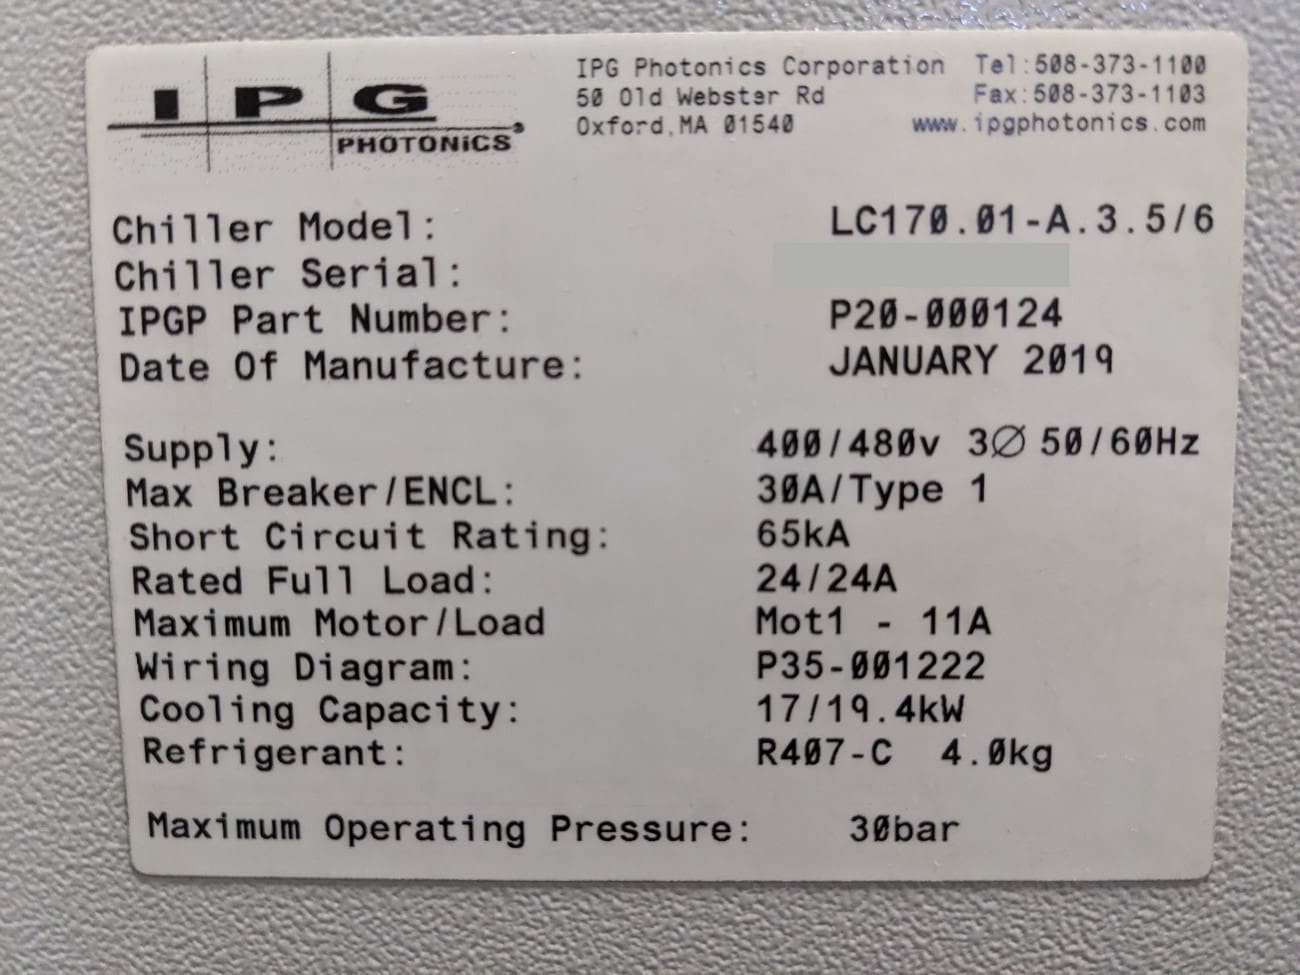 IPG
PHOTONICS
IPG Photonics Corporation Tel:508-373-1100
50 Old Webster Rd Fax:508-373-1103
Oxford,MA 01540 www.ipgphotonics.com
Chiller Model: LC170.01-A.3.5/6
Chiller Serial:
IPGP Part Number: P20-000124
Date Of Manufacture: JANUARY 2019
Supply: 400/480v 3Ø 50/60Hz
Max Breaker/ENCL: 30A/Type 1
Short Circuit Rating: 65kA
Rated Full Load: 24/24A
Maximum Motor/Load Mot1 - 11A
Wiring Diagram: P35-001222
Cooling Capacity: 17/19.4kW
Refrigerant: R407-C 4.0kg
Maximum Operating Pressure: 30bar